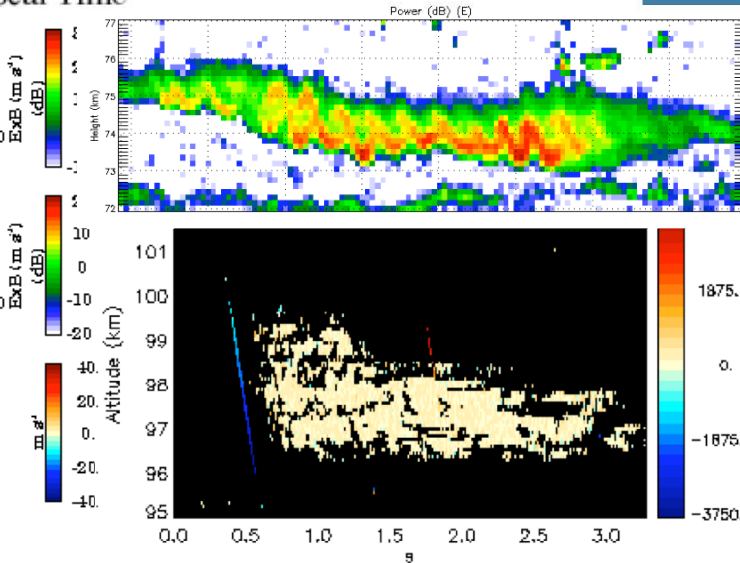 Power (dB) (E)
77
76
75
74
73
72
Height (km)
ExB (m s⁻¹)
(dB)
ExB (m s⁻¹)
(dB)
10
0
-10
-20
40.
20.
0.
-20.
-40.
m s⁻¹
Altitude (km)
101
100
99
98
97
96
95
0.0 0.5 1.0 1.5 2.0 2.5 3.0
s
1875.
0.
-1875.
-3750.